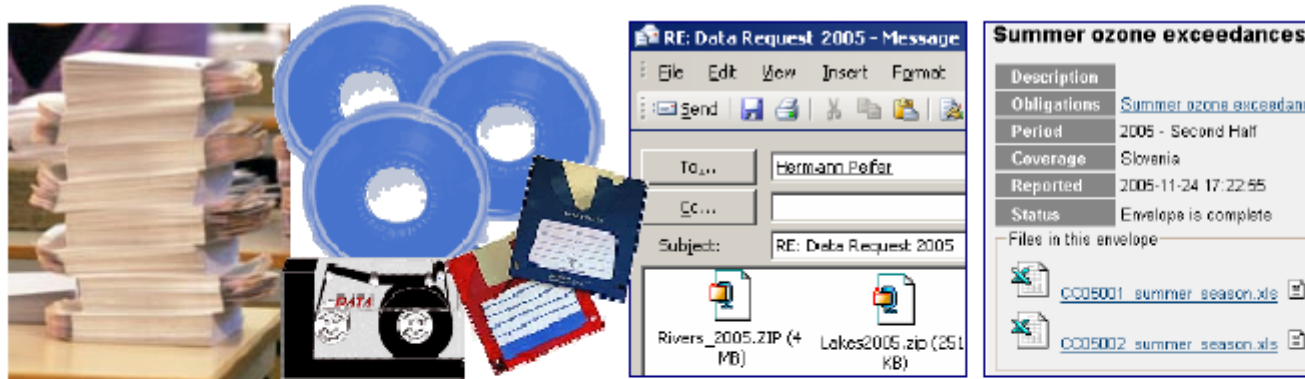 DATA
RE: Data Request 2005 - Message
File Edit View Insert Format
Send
To...
Hermann Peifer
Cc...
Subject:
RE: Data Request 2005
Rivers_2005.ZIP (4
MB)
Lakes2005.zip (251
KB)
Summer ozone exceedances
Description
Obligations Summer ozone exceedan
Period 2005 - Second Half
Coverage Slovenia
Reported 2005-11-24 17:22:55
Status Envelope is complete
Files in this envelope
CC05001_summer_season.xls
CC05002_summer_season.xls